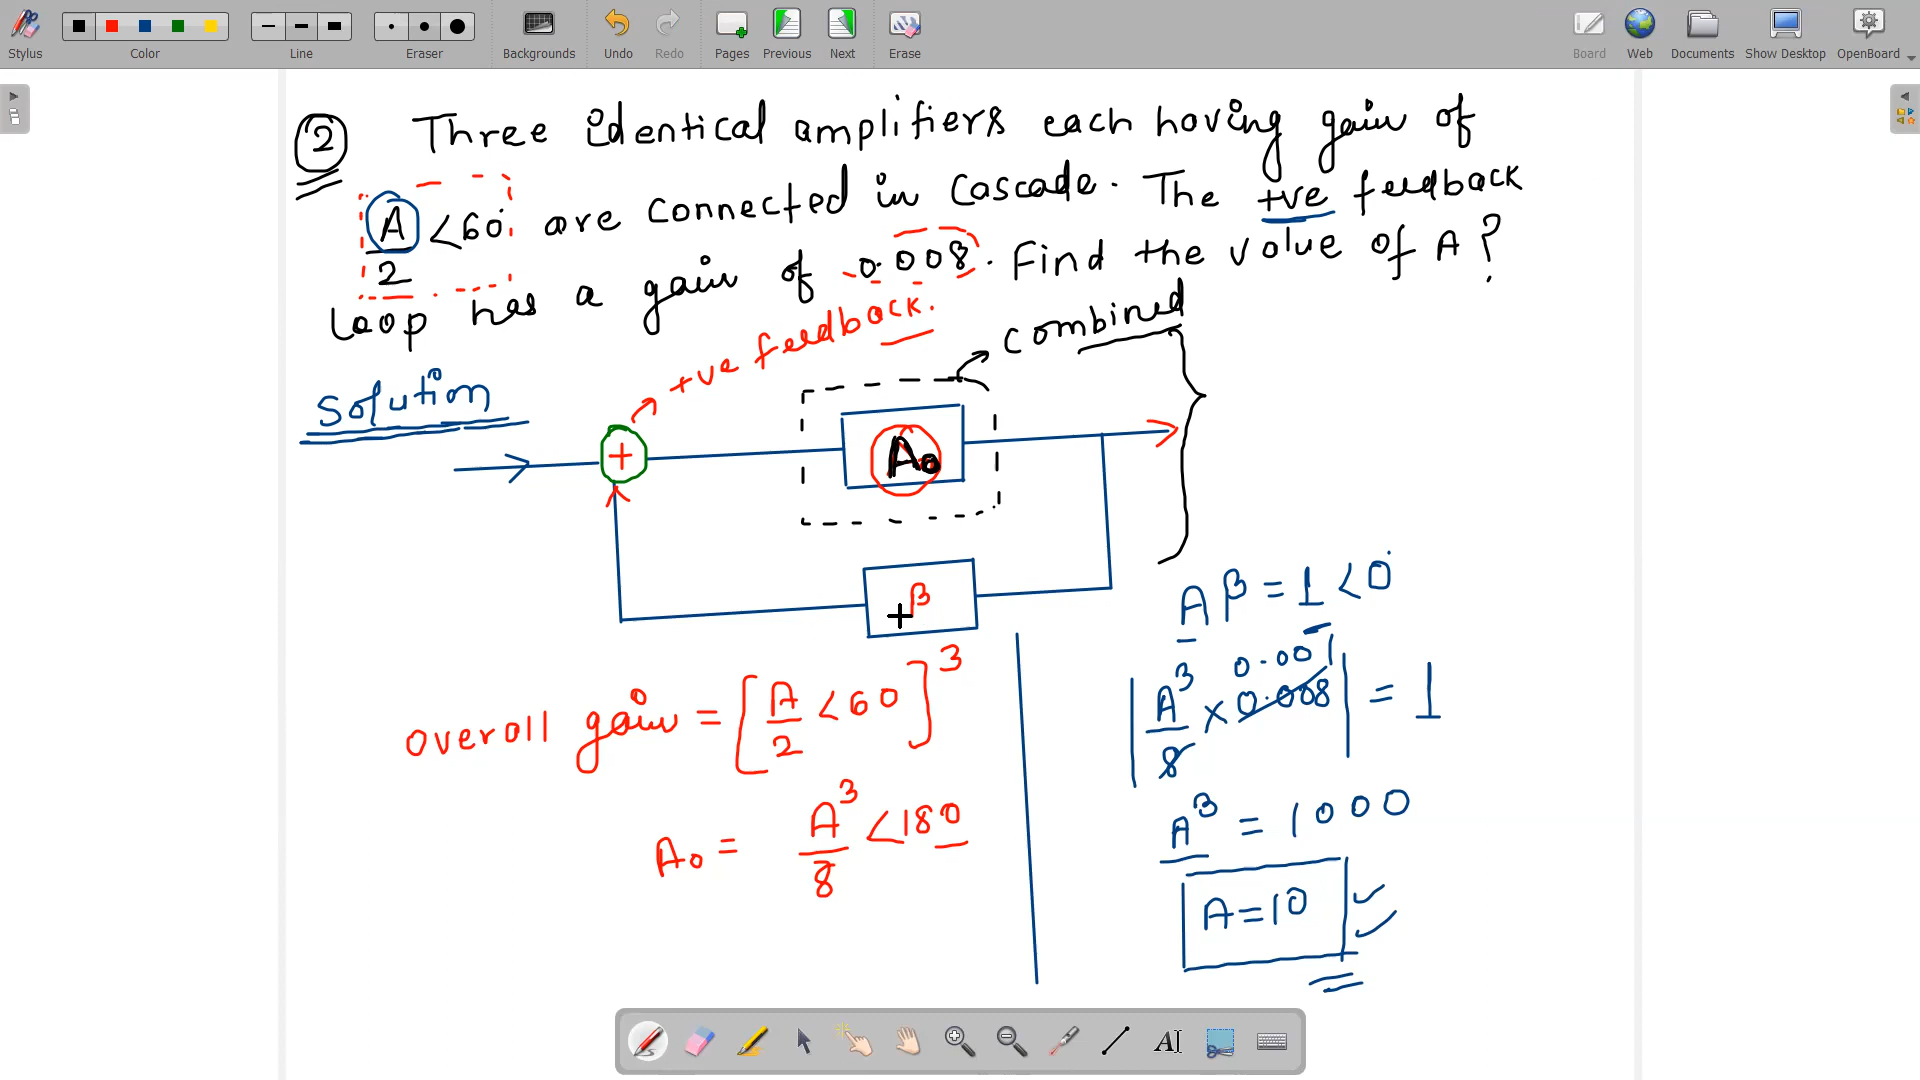 Stylus
Color
Line
Eraser
Backgrounds
Undo
Redo
Pages
Previous
Next
Erase
Board
Web
Documents
Show Desktop
OpenBoard
② Three identical amplifiers each having gain of
A/2 <60° are connected in Cascade. The +ve feedback
Loop has a gain of 0.008. Find the value of A?
+ve feedback.
Combined
Solution
+
A₀
β
Aβ = 1<0°
overall gain = [A/2 <60]³
0.001
|A³/8 × 0.008| = 1
A₀ = A³/8 <180
A³ = 1000
A=10
AI